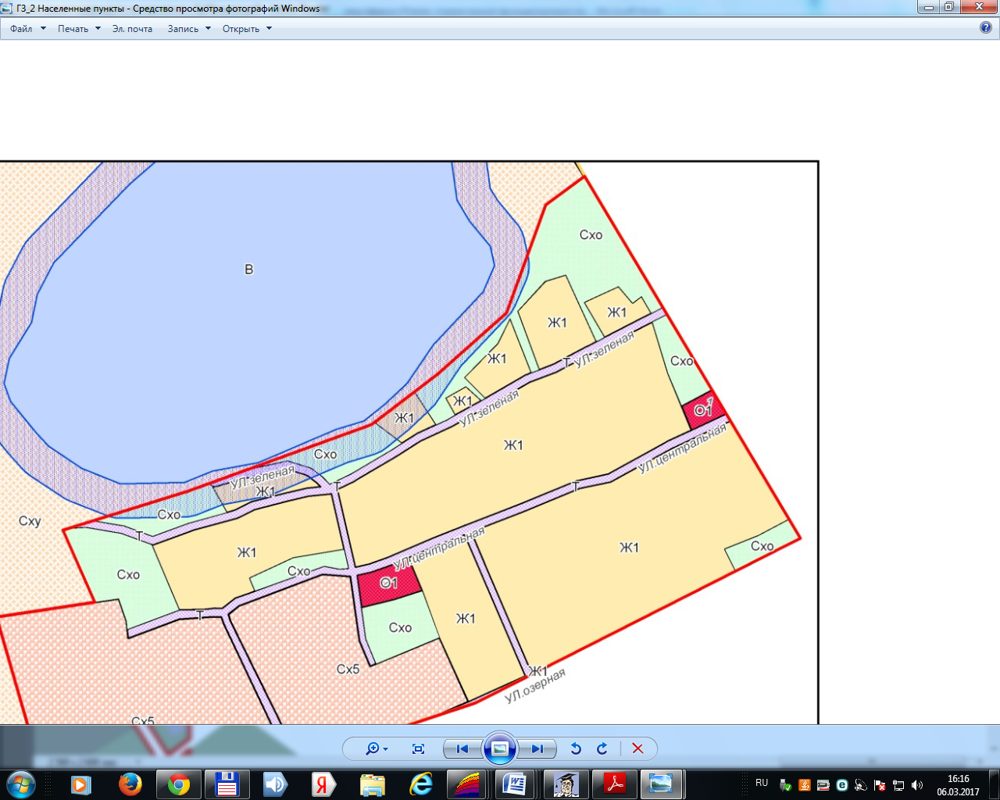 Г3_2 Населенные пункты - Средство просмотра фотографий Windows
Файл Печать Эл. почта Запись Открыть
В
Схо
Ж1
Ж1
Ж1
Т
УЛ.зеленая
Схо
Ж1
УЛ.зеленая
О1
Ж1
Схо
Ж1
УЛ.центральная
УЛ.зеленая
Ж1
Т
Т
Схо
Сху
Т
Ж1
УЛ.центральная
Ж1
Схо
Схо
Схо
О1
Т
Ж1
Схо
Сх5
Ж1
УЛ.озерная
Сх5
RU
16:16
06.03.2017